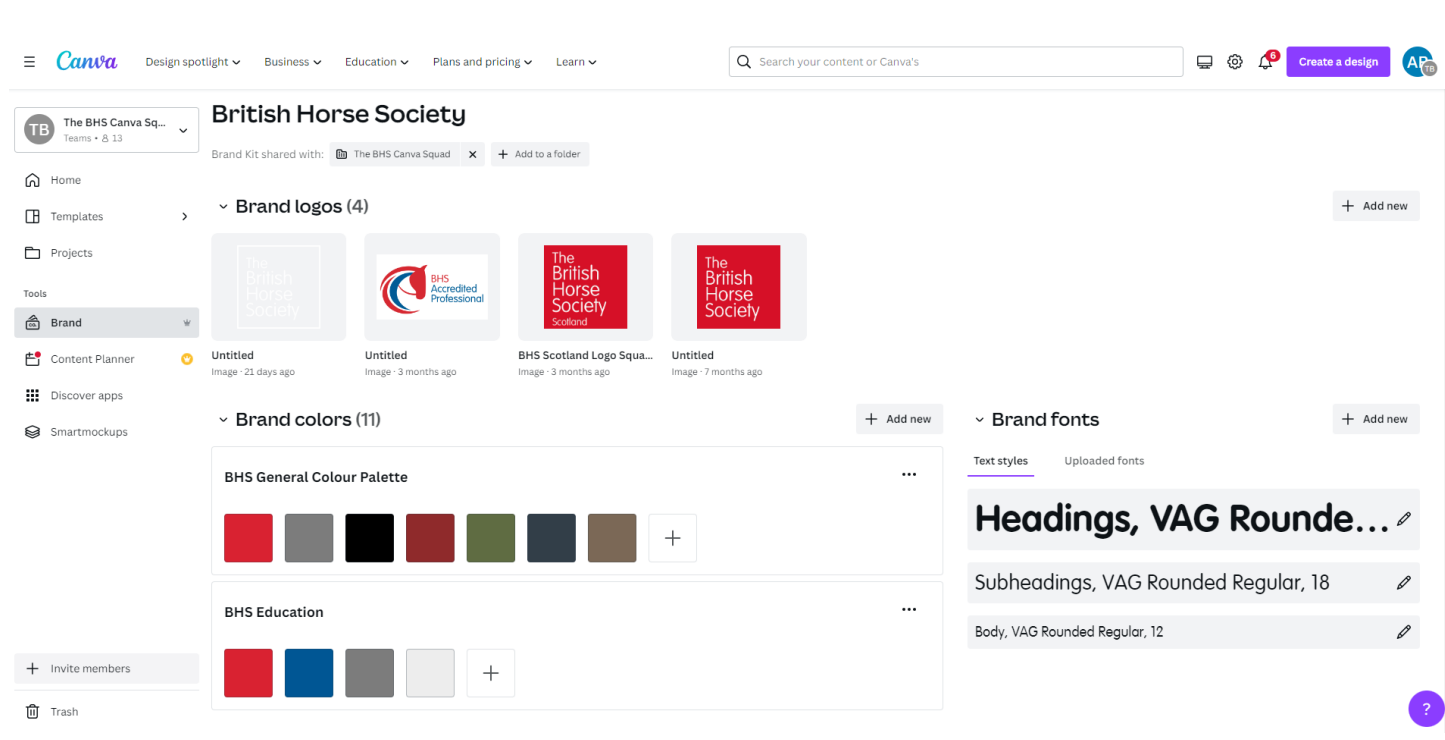 Canva
Design spotlight
Business
Education
Plans and pricing
Learn
Search your content or Canva's
6
Create a design
AP
TB
TB
The BHS Canva Sq...
Teams • 13
Home
Templates
Projects
Tools
CO.
Brand
Content Planner
Discover apps
Smartmockups
Invite members
Trash
British Horse Society
Brand Kit shared with:
The BHS Canva Squad
Add to a folder
Brand logos (4)
Add new
The
British
Horse
Society
BHS
Accredited
Professional
The
British
Horse
Society
Scotland
The
British
Horse
Society
Untitled
Image · 21 days ago
Untitled
Image · 3 months ago
BHS Scotland Logo Squa...
Image · 3 months ago
Untitled
Image · 7 months ago
Brand colors (11)
Add new
BHS General Colour Palette
BHS Education
Brand fonts
Add new
Text styles
Uploaded fonts
Headings, VAG Rounde...
Subheadings, VAG Rounded Regular, 18
Body, VAG Rounded Regular, 12
?